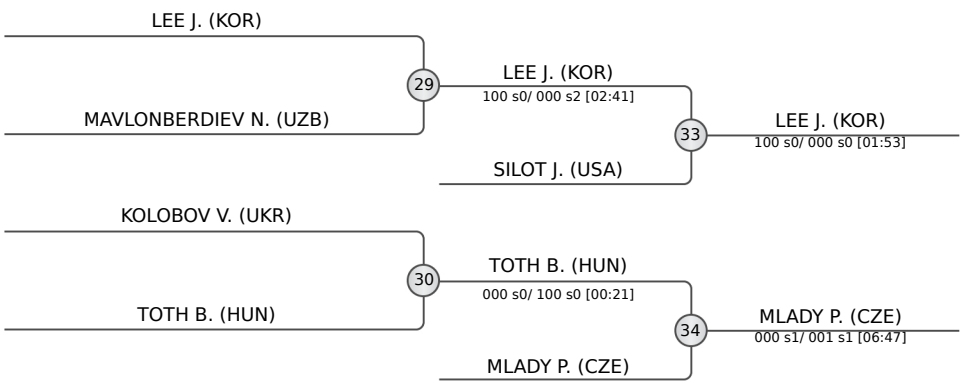 LEE J. (KOR)
29
MAVLONBERDIEV N. (UZB)
LEE J. (KOR)
100 s0/ 000 s2 [02:41]
33
SILOT J. (USA)
LEE J. (KOR)
100 s0/ 000 s0 [01:53]
KOLOBOV V. (UKR)
30
TOTH B. (HUN)
TOTH B. (HUN)
000 s0/ 100 s0 [00:21]
34
MLADY P. (CZE)
MLADY P. (CZE)
000 s1/ 001 s1 [06:47]